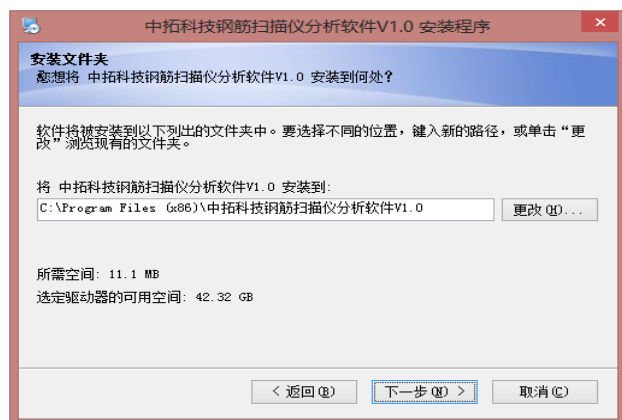 中拓科技钢筋扫描仪分析软件V1.0 安装程序
安装文件夹
您想将 中拓科技钢筋扫描仪分析软件V1.0 安装到何处?
软件将被安装到以下列出的文件夹中。要选择不同的位置，键入新的路径，或单击“更
改”浏览现有的文件夹。
将 中拓科技钢筋扫描仪分析软件V1.0 安装到:
C:\Program Files (x86)\中拓科技钢筋扫描仪分析软件V1.0
更改(H)...
所需空间: 11.1 MB
选定驱动器的可用空间: 42.32 GB
< 返回(B) 下一步(N) > 取消(C)